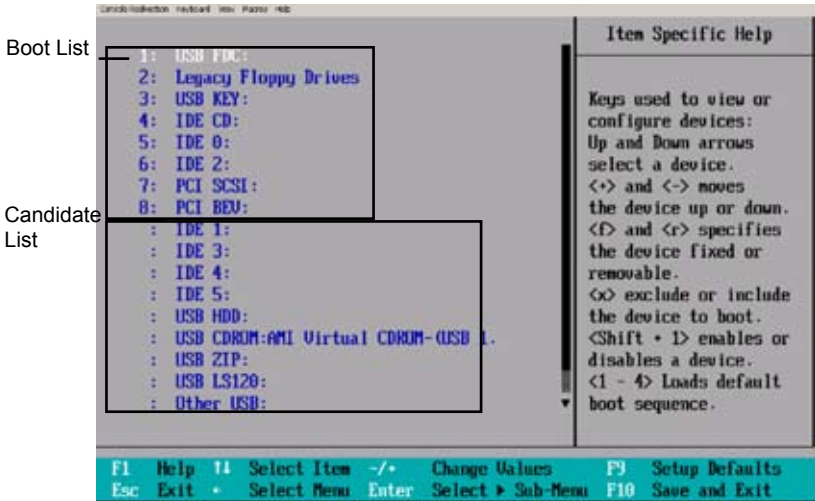 Console Redirection Keyboard View Macros Help
Item Specific Help
Boot List
1: USB FDC:
2: Legacy Floppy Drives
3: USB KEY:
4: IDE CD:
5: IDE 0:
6: IDE 2:
7: PCI SCSI:
8: PCI BEV:
Candidate
List
: IDE 1:
: IDE 3:
: IDE 4:
: IDE 5:
: USB HDD:
: USB CDROM:AMI Virtual CDROM-(USB 1.
: USB ZIP:
: USB LS120:
: Other USB:
Keys used to view or
configure devices:
Up and Down arrows
select a device.
<+> and <-> moves
the device up or down.
<f> and <r> specifies
the device fixed or
removable.
<x> exclude or include
the device to boot.
<Shift + 1> enables or
disables a device.
<1 - 4> Loads default
boot sequence.
F1 Help ↑↓ Select Item -/+ Change Values F9 Setup Defaults
Esc Exit Select Menu Enter Select ▶ Sub-Menu F10 Save and Exit